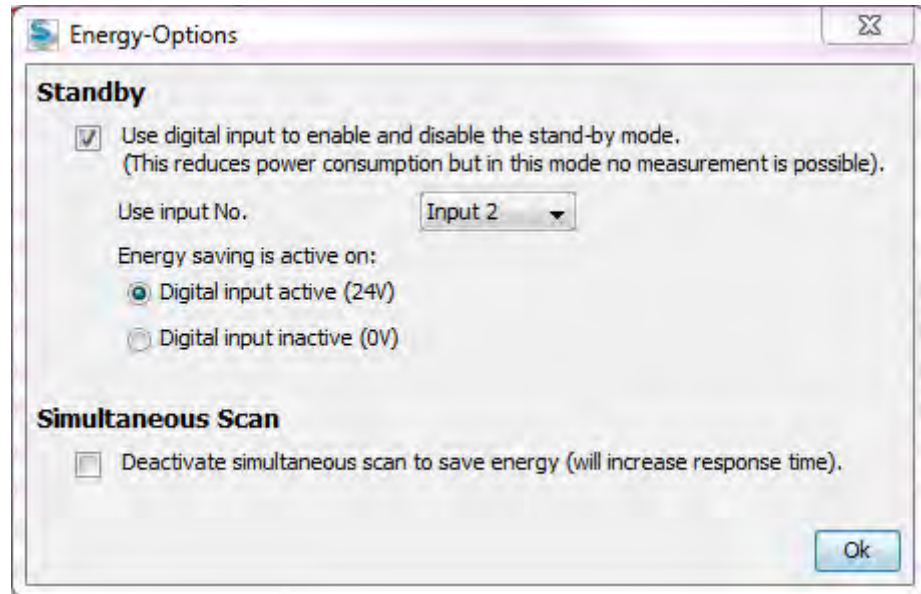 Energy-Options
Standby
Use digital input to enable and disable the stand-by mode.
(This reduces power consumption but in this mode no measurement is possible).
Use input No. Input 2
Energy saving is active on:
Digital input active (24V)
Digital input inactive (0V)
Simultaneous Scan
Deactivate simultaneous scan to save energy (will increase response time).
Ok